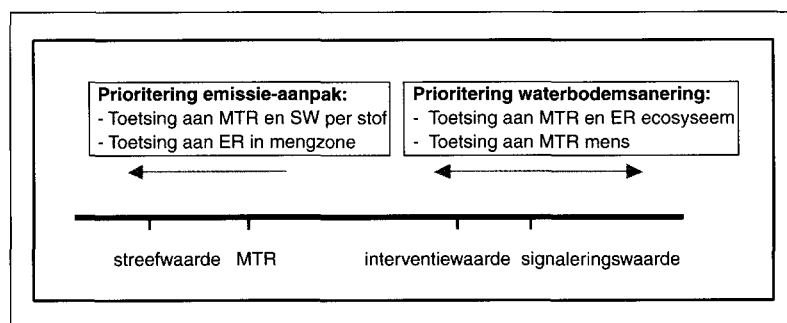 Prioritering emissie-aanpak:
- Toetsing aan MTR en SW per stof
- Toetsing aan ER in mengzone
Prioritering waterbodemsanering:
- Toetsing aan MTR en ER ecosyseem
- Toetsing aan MTR mens
streefwaarde MTR interventiewaarde signaleringswaarde